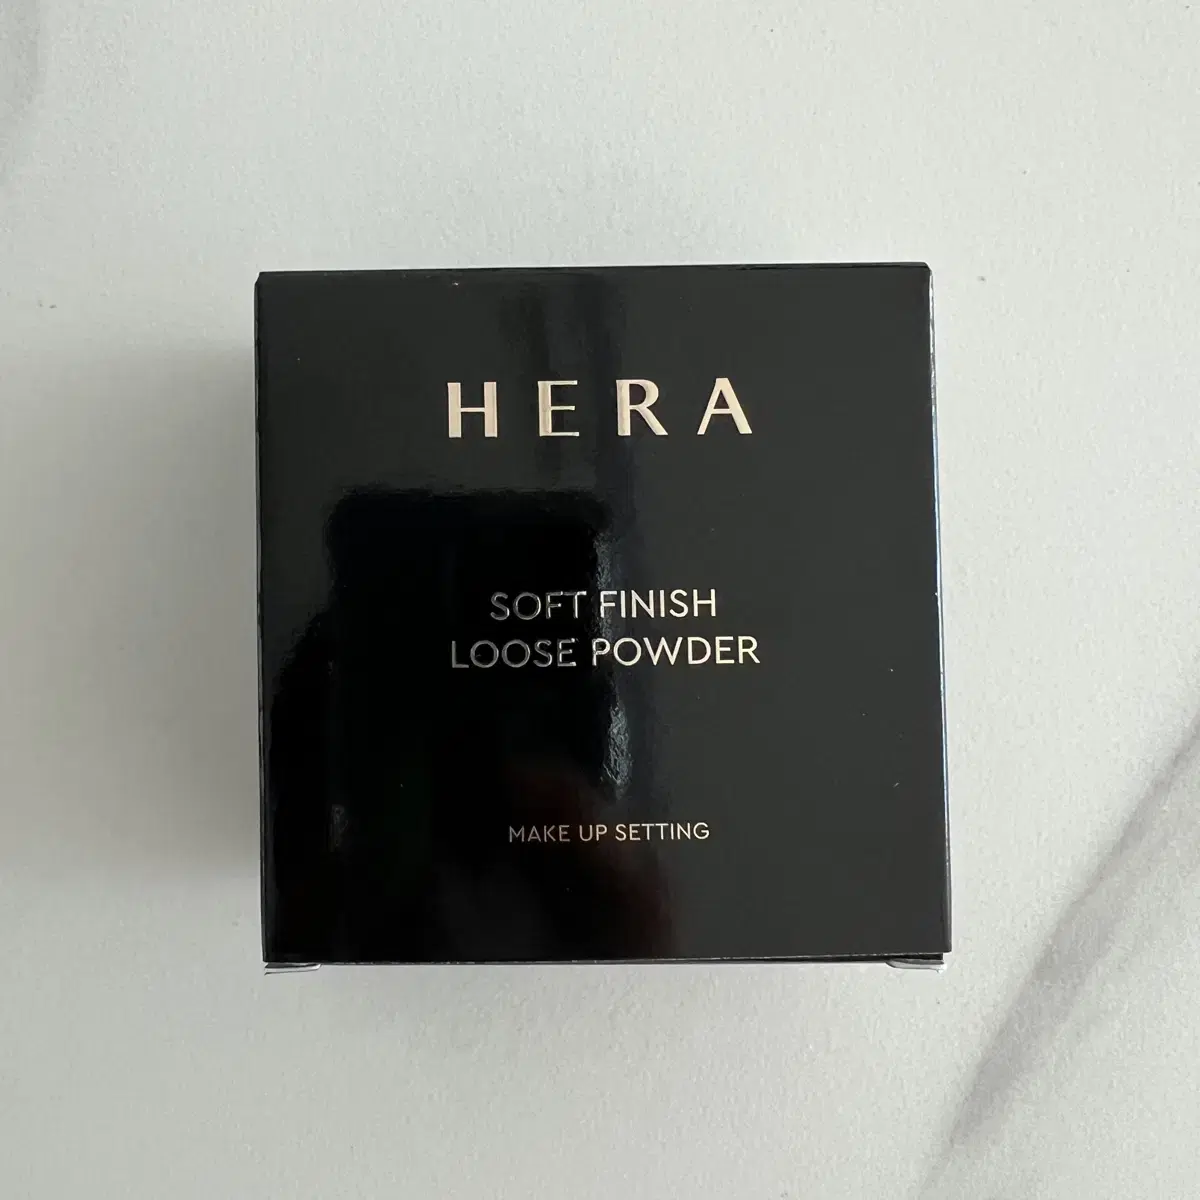 HERA
SOFT FINISH
LOOSE POWDER
MAKE UP SETTING